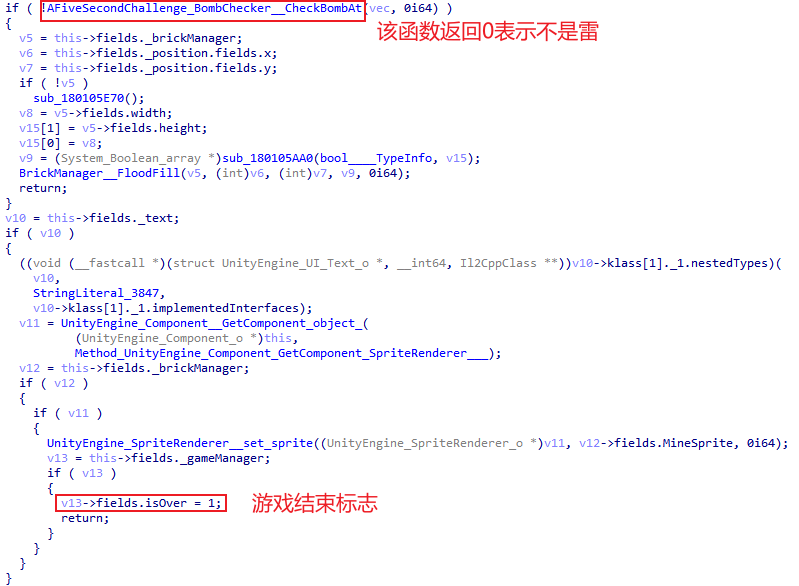 if ( !AFiveSecondChallenge_BombChecker__CheckBombAt(vec, 0i64) )
该函数返回0表示不是雷
{
v5 = this->fields._brickManager;
v6 = this->fields._position.fields.x;
v7 = this->fields._position.fields.y;
if ( !v5 )
sub_180105E70();
v8 = v5->fields.width;
v15[1] = v5->fields.height;
v15[0] = v8;
v9 = (System_Boolean_array *)sub_180105AA0(bool____TypeInfo, v15);
BrickManager__FloodFill(v5, (int)v6, (int)v7, v9, 0i64);
return;
}
v10 = this->fields._text;
if ( v10 )
{
((void (__fastcall *)(struct UnityEngine_UI_Text_o *, __int64, Il2CppClass **))v10->klass[1]._1.nestedTypes)(
v10,
StringLiteral_3847,
v10->klass[1]._1.implementedInterfaces);
v11 = UnityEngine_Component__GetComponent_object_(
(UnityEngine_Component_o *)this,
Method_UnityEngine_Component_GetComponent_SpriteRenderer___);
v12 = this->fields._brickManager;
if ( v12 )
{
if ( v11 )
{
UnityEngine_SpriteRenderer__set_sprite((UnityEngine_SpriteRenderer_o *)v11, v12->fields.MineSprite, 0i64);
v13 = this->fields._gameManager;
if ( v13 )
{
v13->fields.isOver = 1;
游戏结束标志
return;
}
}
}
}